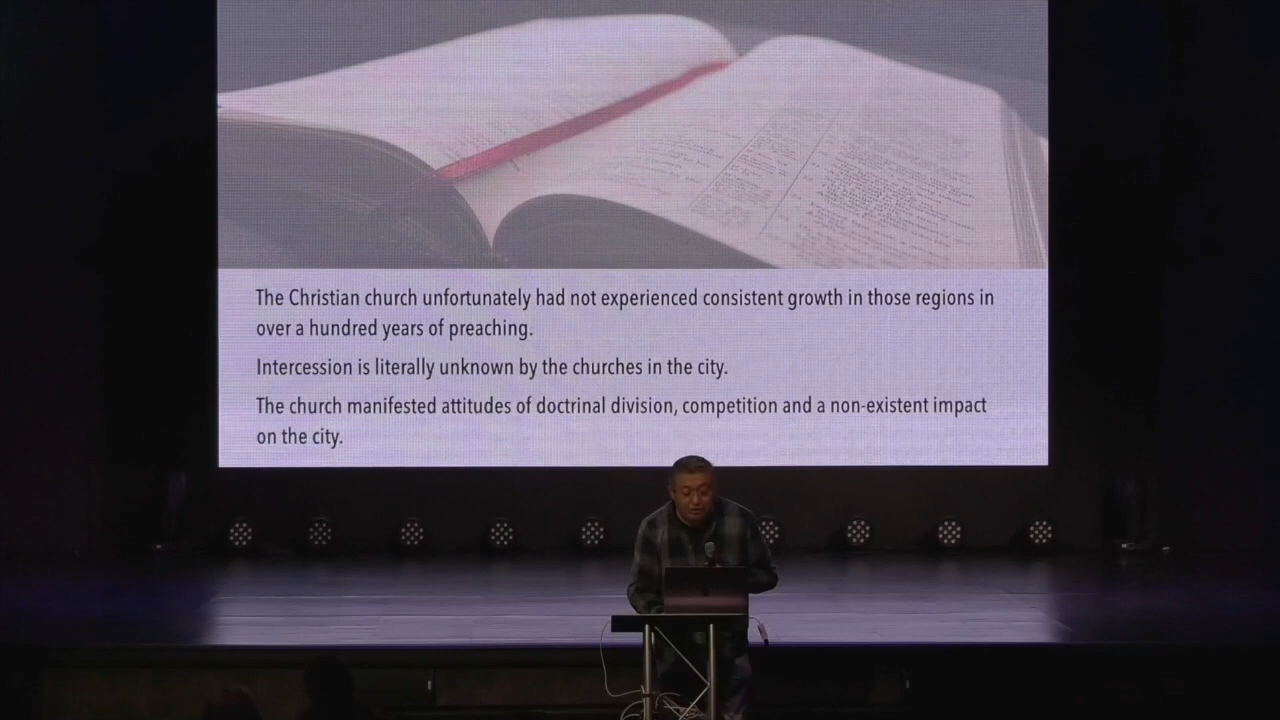 The Christian church unfortunately had not experienced consistent growth in those regions in
over a hundred years of preaching.
Intercession is literally unknown by the churches in the city.
The church manifested attitudes of doctrinal division, competition and a non-existent impact
on the city.